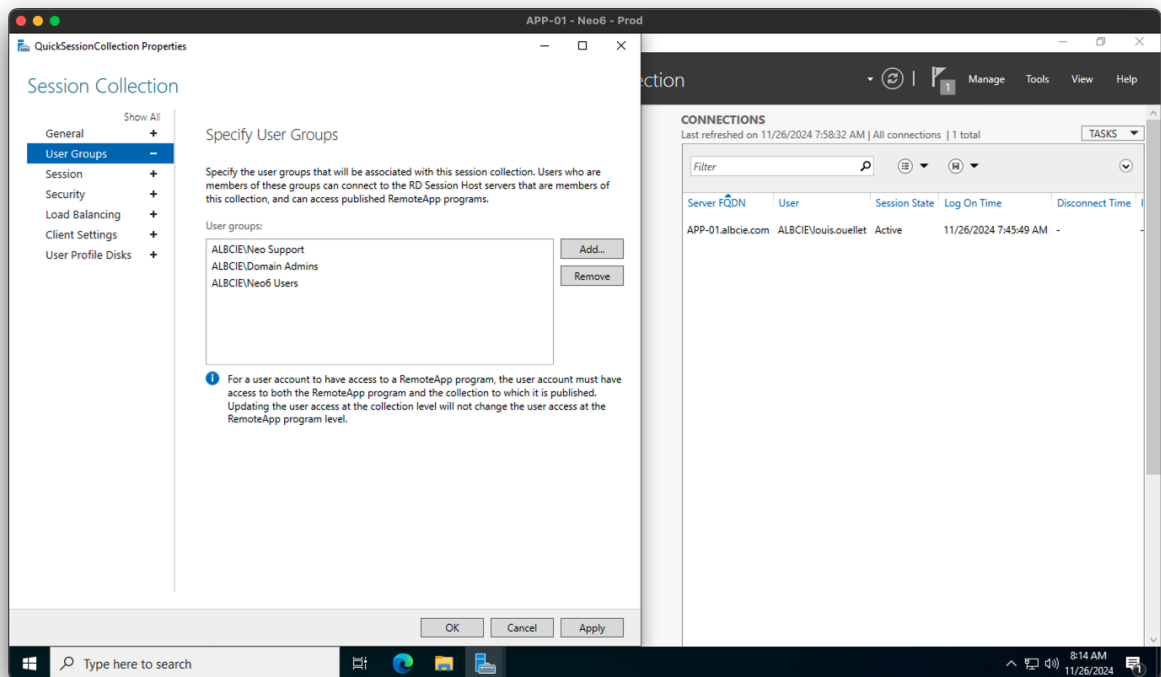 APP-01 - Neo6 - Prod
QuickSessionCollection Properties
Session Collection
Show All
General +
User Groups –
Session +
Security +
Load Balancing +
Client Settings +
User Profile Disks +
Specify User Groups
Specify the user groups that will be associated with this session collection. Users who are
members of these groups can connect to the RD Session Host servers that are members of
this collection, and can access published RemoteApp programs.
User groups:
ALBCIE\Neo Support
ALBCIE\Domain Admins
ALBCIE\Neo6 Users
Add...
Remove
For a user account to have access to a RemoteApp program, the user account must have
access to both the RemoteApp program and the collection to which it is published.
Updating the user access at the collection level will not change the user access at the
RemoteApp program level.
OK Cancel Apply
ction
1 Manage Tools View Help
CONNECTIONS
Last refreshed on 11/26/2024 7:58:32 AM | All connections | 1 total
TASKS
Filter
Server FQDN User Session State Log On Time Disconnect Time
APP-01.albcie.com ALBCIE\louis.ouellet Active 11/26/2024 7:45:49 AM - -
Type here to search
8:14 AM
11/26/2024
1